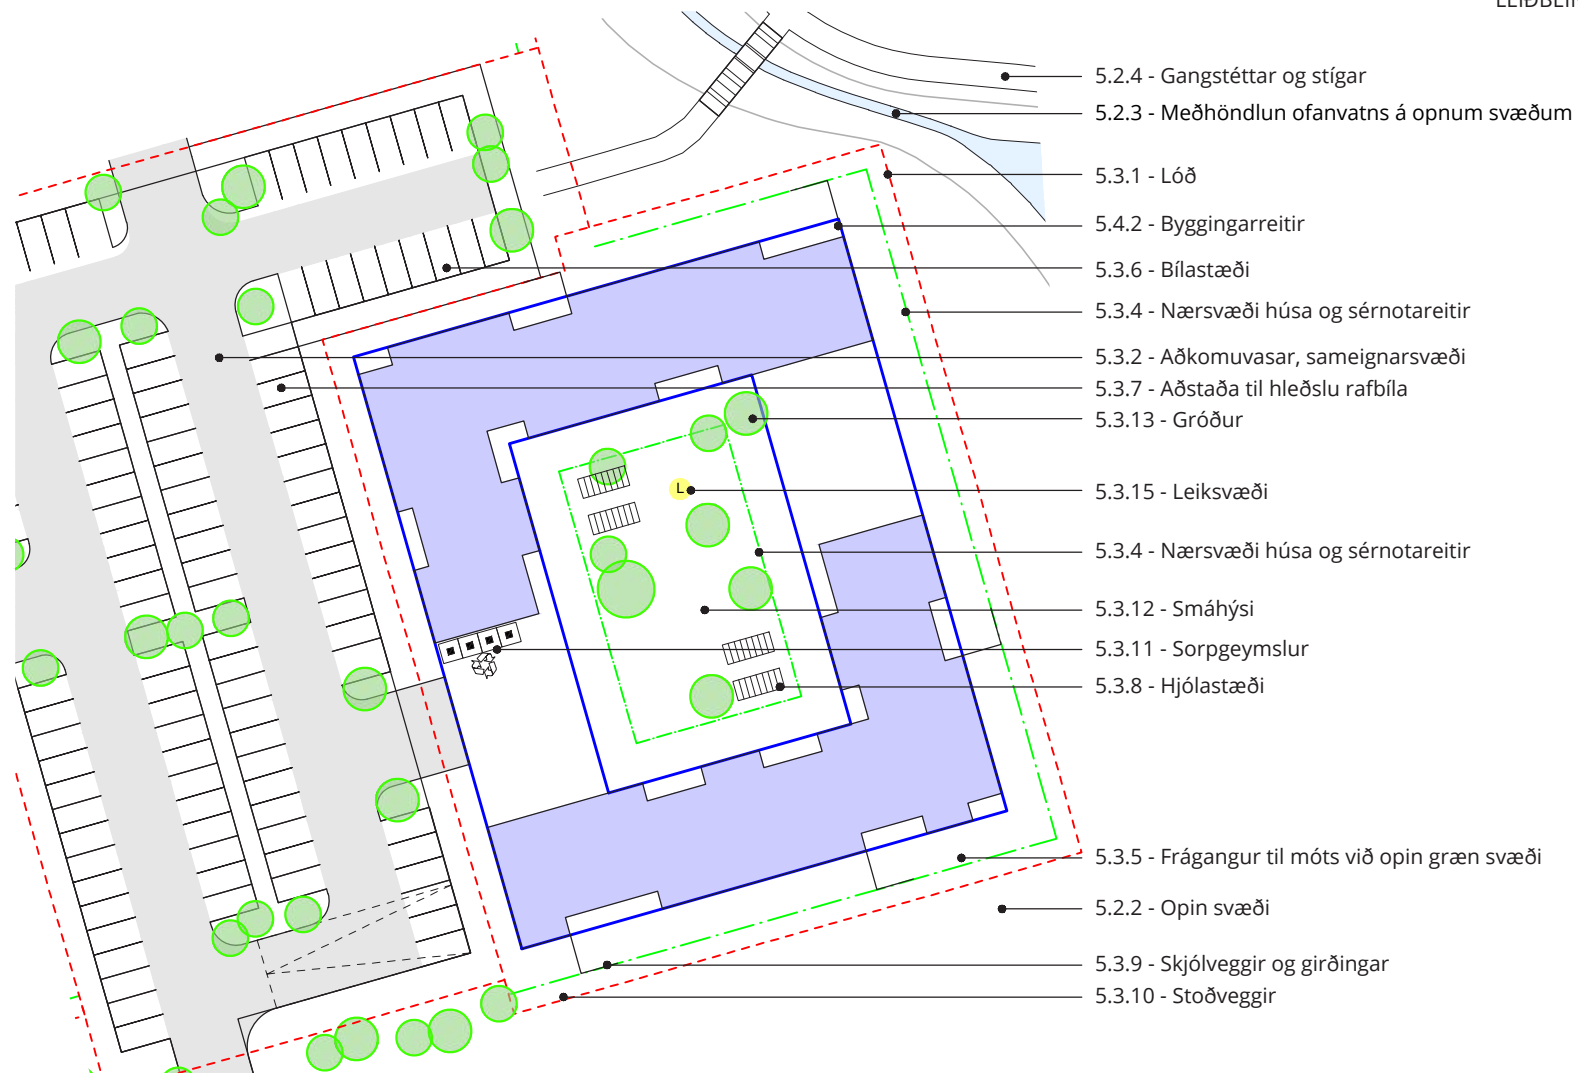 5.2.4 - Gangstéttar og stígar
5.2.3 - Meðhöndlun ofanvatns á opnum svæðum
5.3.1 - Lóð
5.4.2 - Byggingarreitir
5.3.6 - Bílastæði
5.3.4 - Nærsvæði húsa og sérnotareitir
5.3.2 - Aðkomuvasar, sameignarsvæði
5.3.7 - Aðstaða til hleðslu rafbíla
5.3.13 - Gróður
L
5.3.15 - Leiksvæði
5.3.4 - Nærsvæði húsa og sérnotareitir
5.3.12 - Smáhýsi
5.3.11 - Sorpgeymslur
5.3.8 - Hjólastæði
5.3.5 - Frágangur til móts við opin græn svæði
5.2.2 - Opin svæði
5.3.9 - Skjólveggir og girðingar
5.3.10 - Stoðveggir